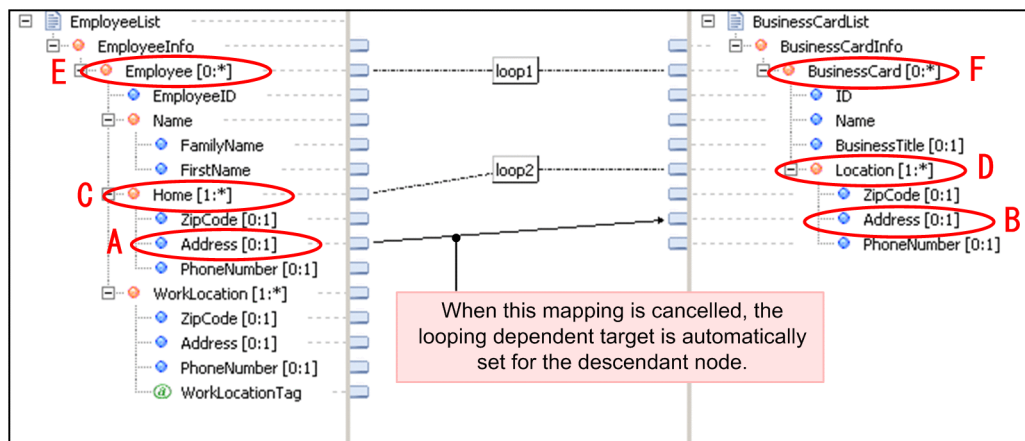 EmployeeList
EmployeeInfo
E
Employee [0:*]
EmployeeID
Name
FamilyName
FirstName
C
Home [1:*]
ZipCode [0:1]
A
Address [0:1]
PhoneNumber [0:1]
WorkLocation [1:*]
ZipCode [0:1]
Address [0:1]
PhoneNumber [0:1]
@ WorkLocationTag
loop1
loop2
When this mapping is cancelled, the
looping dependent target is automatically
set for the descendant node.
BusinessCardList
BusinessCardInfo
BusinessCard [0:*]
F
ID
Name
BusinessTitle [0:1]
Location [1:*]
D
ZipCode [0:1]
Address [0:1]
B
PhoneNumber [0:1]